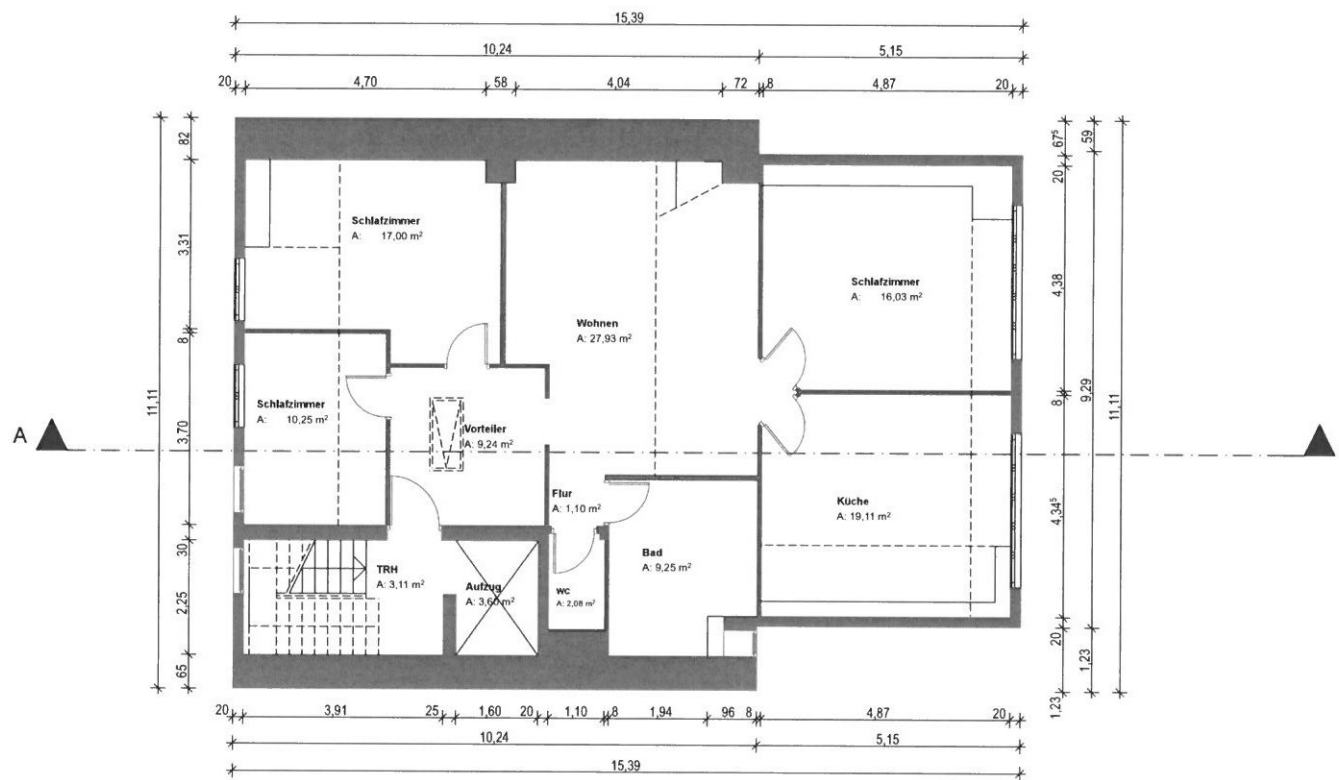 15,39
10,24 5,15
20 4,70 58 4,04 72 8 4,87 20
11,11
82
3,31
8
3,70
30
2,25
65
Schlafzimmer
A: 17,00 m²
Wohnen
A: 27,93 m²
Schlafzimmer
A: 16,03 m²
Schlafzimmer
A: 10,25 m²
Vorteiler
A: 9,24 m²
A
Flur
A: 1,10 m²
Küche
A: 19,11 m²
Bad
A: 9,25 m²
TRH
A: 3,11 m²
Aufzug
A: 3,60 m²
WC
A: 2,08 m²
67⁵
20
4,38
8
4,34⁵
20
1,23
59
9,29
1,23
11,11
20 3,91 25 1,60 20 1,10 8 1,94 96 8 4,87 20
10,24 5,15
15,39